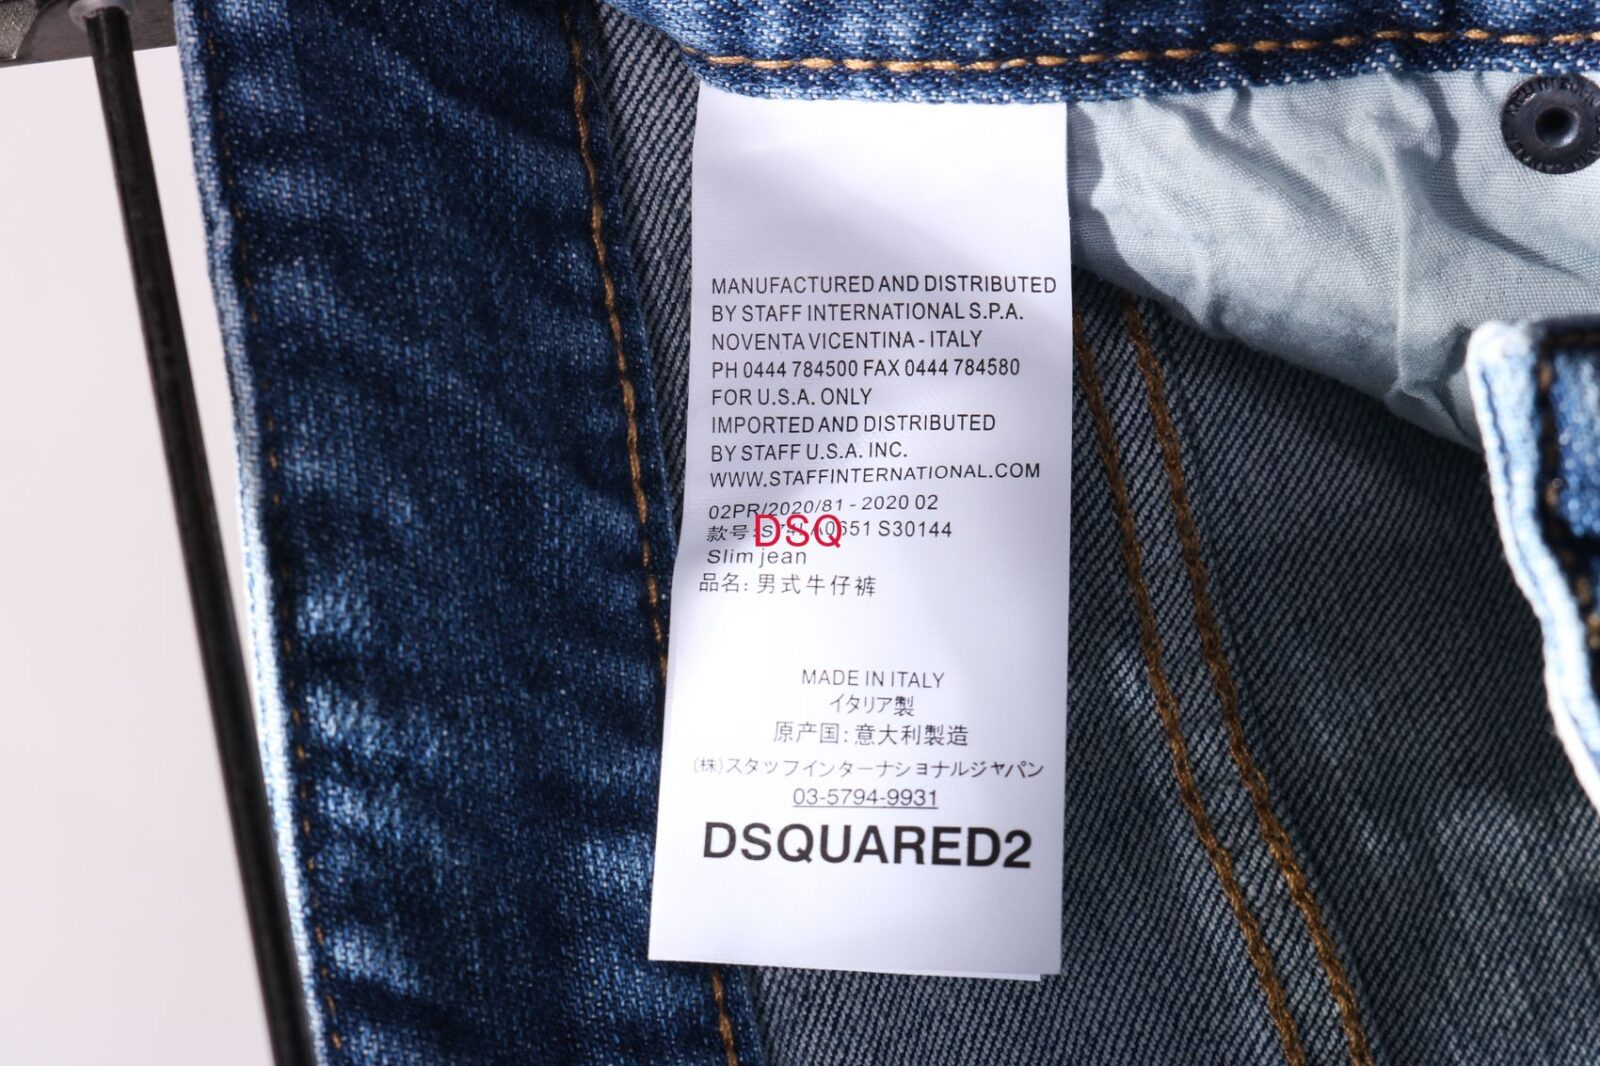 MANUFACTURED AND DISTRIBUTED
BY STAFF INTERNATIONAL S.P.A.
NOVENTA VICENTINA - ITALY
PH 0444 784500 FAX 0444 784580
FOR U.S.A. ONLY
IMPORTED AND DISTRIBUTED
BY STAFF U.S.A. INC.
WWW.STAFFINTERNATIONAL.COM
02PR/2020/81 - 2020 02
款号: S30144
DSQ
Slim jean
品名: 男式牛仔裤
MADE IN ITALY
イタリア製
原产国: 意大利製造
(株)スタッフインターナショナルジャパン
03-5794-9931
DSQUARED2